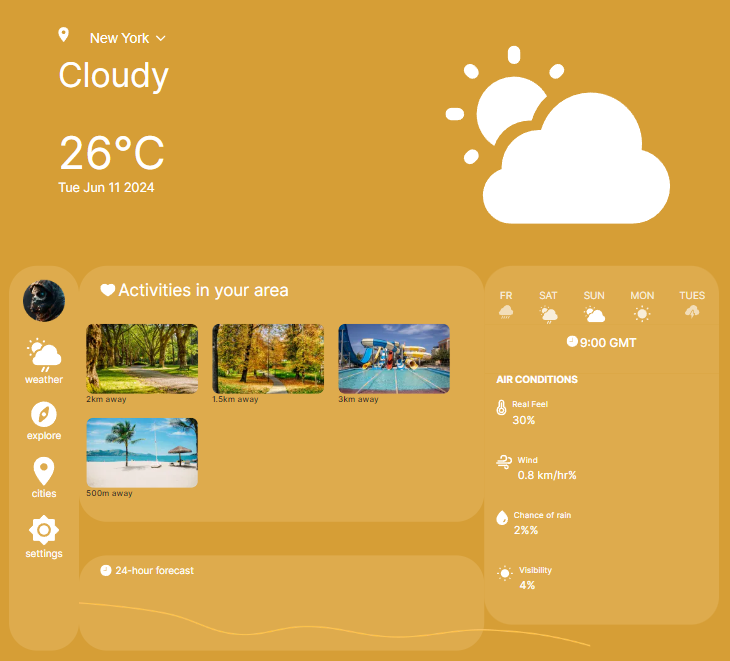 New York
Cloudy
26°C
Tue Jun 11 2024
weather
explore
cities
settings
Activities in your area
2km away
1.5km away
3km away
500m away
24-hour forecast
FR SAT SUN MON TUES
9:00 GMT
AIR CONDITIONS
Real Feel
30%
Wind
0.8 km/hr%
Chance of rain
2%%
Visibility
4%